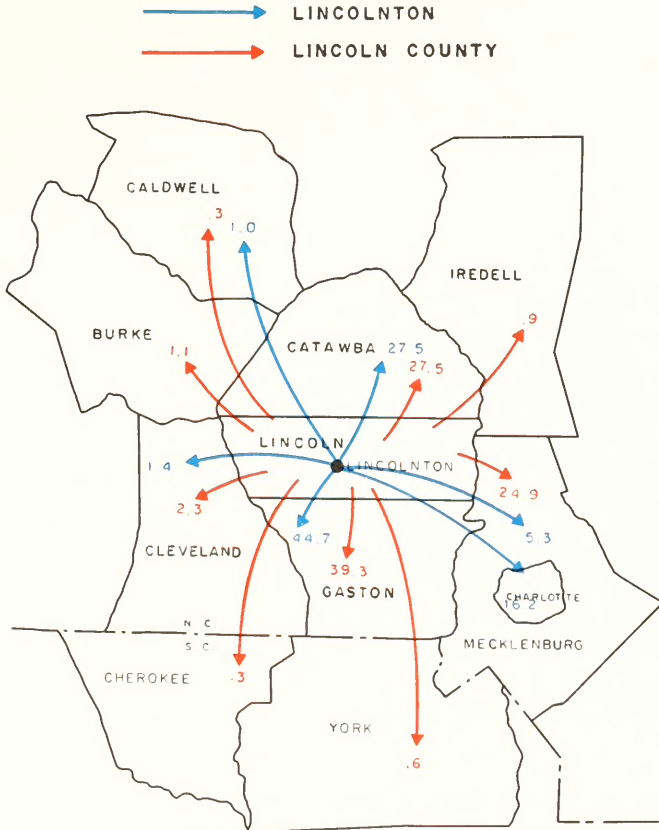 LINCOLNTON
LINCOLN COUNTY
CALDWELL
.3
1.0
IREDELL
BURKE
1.1
CATAWBA
27.5
27.5
.9
LINCOLN
LINCOLNTON
1.4
2.3
24.9
44.7
5.3
CLEVELAND
39.3
GASTON
CHARLOTTE
16.2
N. C.
S. C.
MECKLENBURG
CHEROKEE
.3
YORK
.6